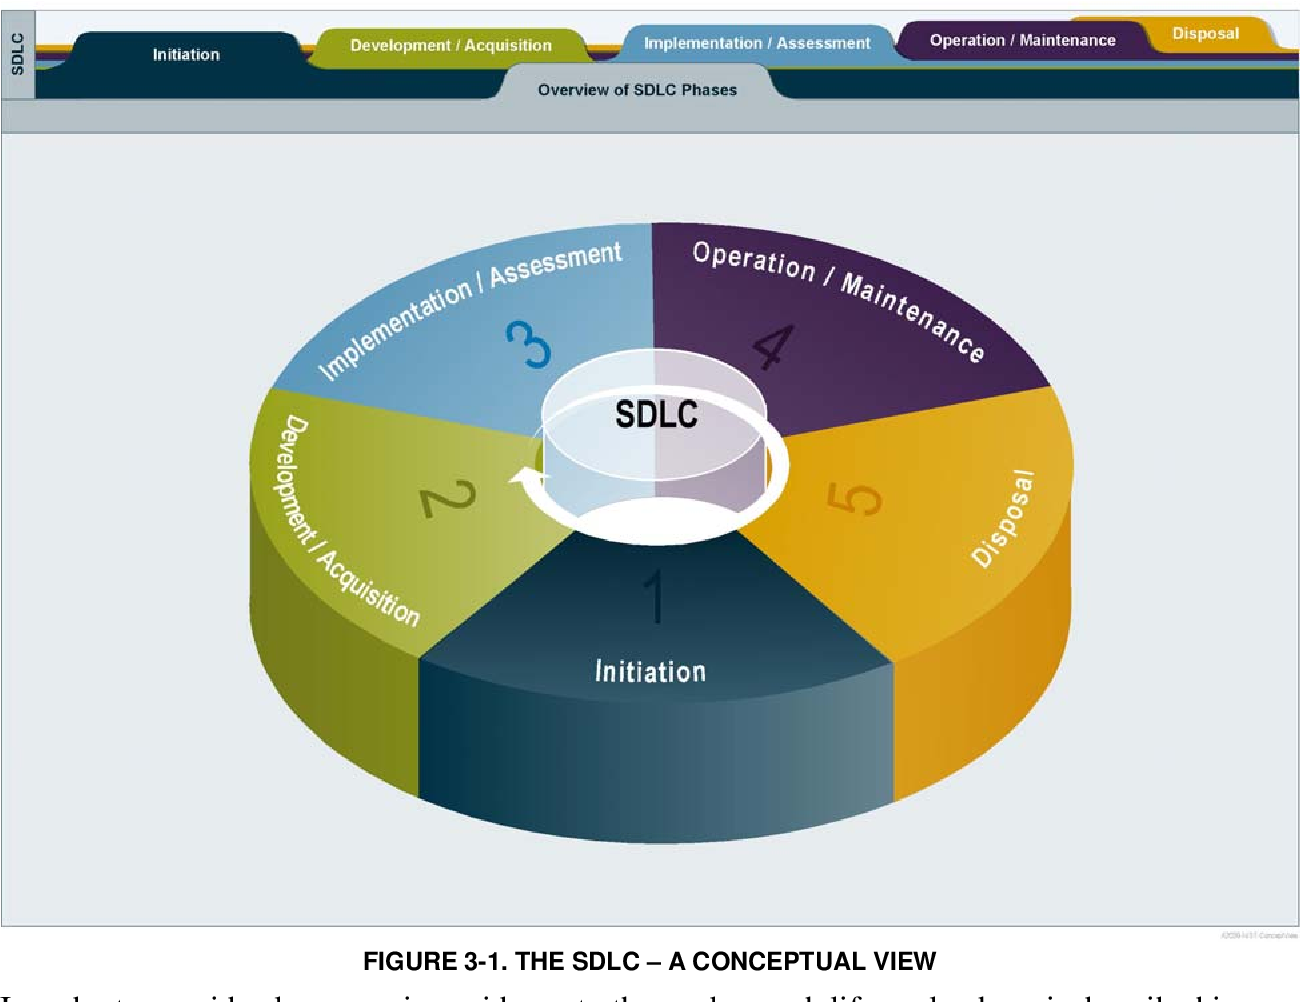 SDLC
Initiation
Development / Acquisition
Implementation / Assessment
Operation / Maintenance
Disposal
Overview of SDLC Phases
Implementation / Assessment
3
Operation / Maintenance
4
SDLC
Development / Acquisition
2
5
Disposal
1
Initiation
FIGURE 3-1. THE SDLC – A CONCEPTUAL VIEW